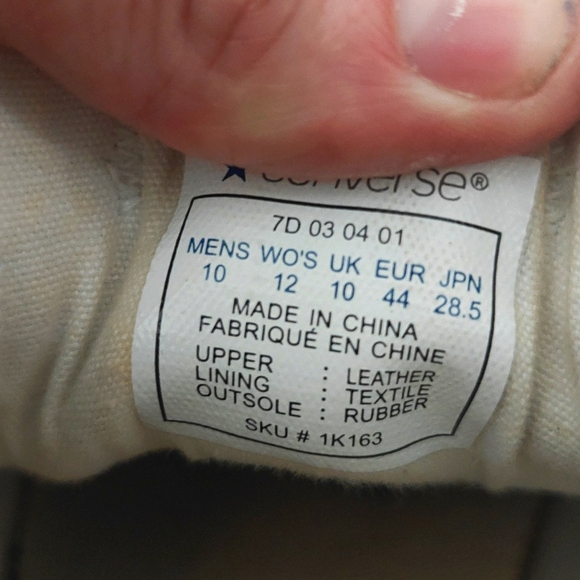 ★ converse®
7D 03 04 01
MENS WO'S UK EUR JPN
10 12 10 44 28.5
MADE IN CHINA
FABRIQUÉ EN CHINE
UPPER : LEATHER
LINING : TEXTILE
OUTSOLE : RUBBER
SKU # 1K163